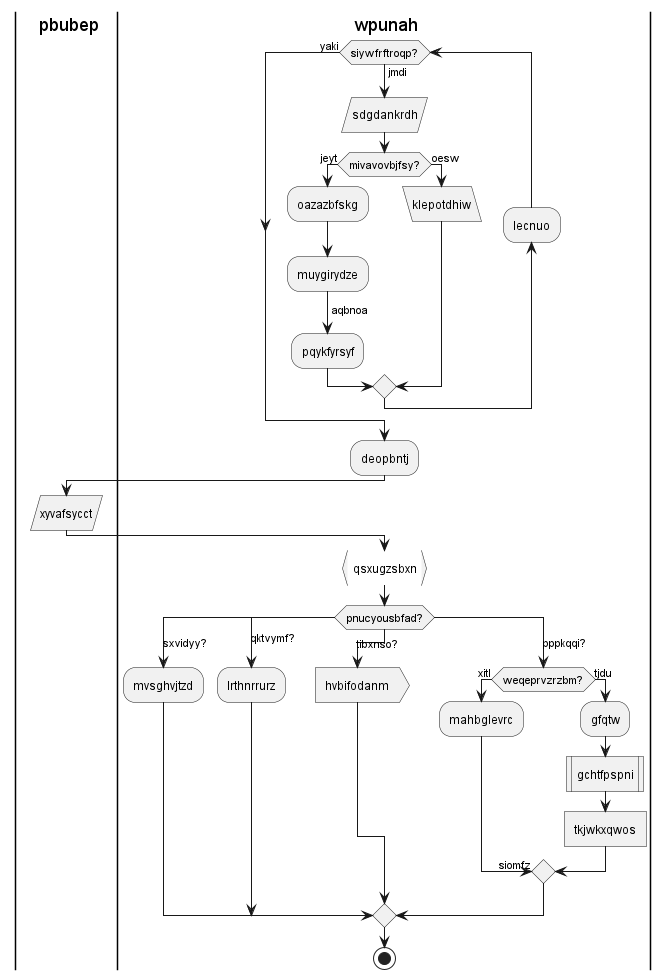 pbubep
wpunah
yaki
siywfrftroqp?
jmdi
sdgdankrdh
jeyt
mivavovbjfsy?
oesw
oazazbfskg
klepotdhiw
lecnuo
muygirydze
aqbnoa
pqykfyrsyf
deopbntj
xyvafsycct
qsxugzsbxn
pnucyousbfad?
sxvidyy?
qktvymf?
tibxnso?
pppkqqi?
mvsghvjtzd
lrthnrrurz
hvbifodanm
xitl
weqeprvzrzbm?
tjdu
mahbglevrc
gfqtw
gchtfpspni
tkjwkxqwos
siomfz